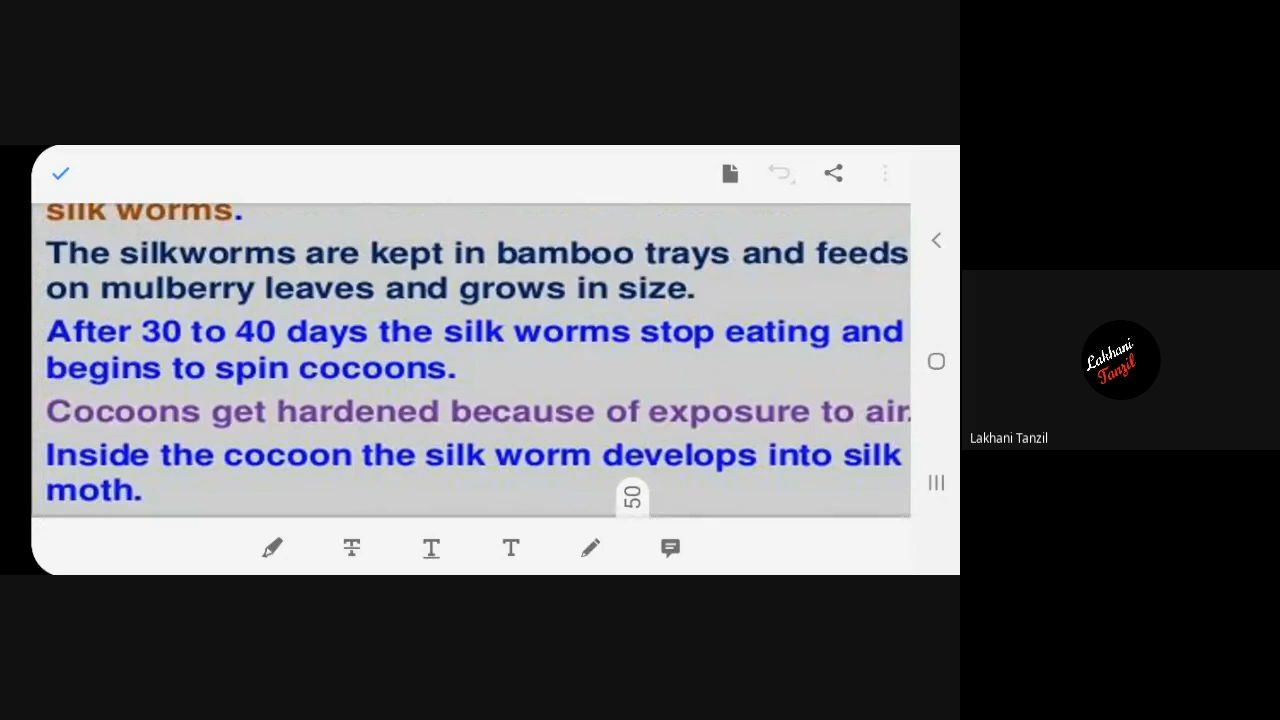 silk worms.
The silkworms are kept in bamboo trays and feeds
on mulberry leaves and grows in size.
After 30 to 40 days the silk worms stop eating and
begins to spin cocoons.
Cocoons get hardened because of exposure to air.
Inside the cocoon the silk worm develops into silk
moth.
50
Lakhani
Tanzil
Lakhani Tanzil